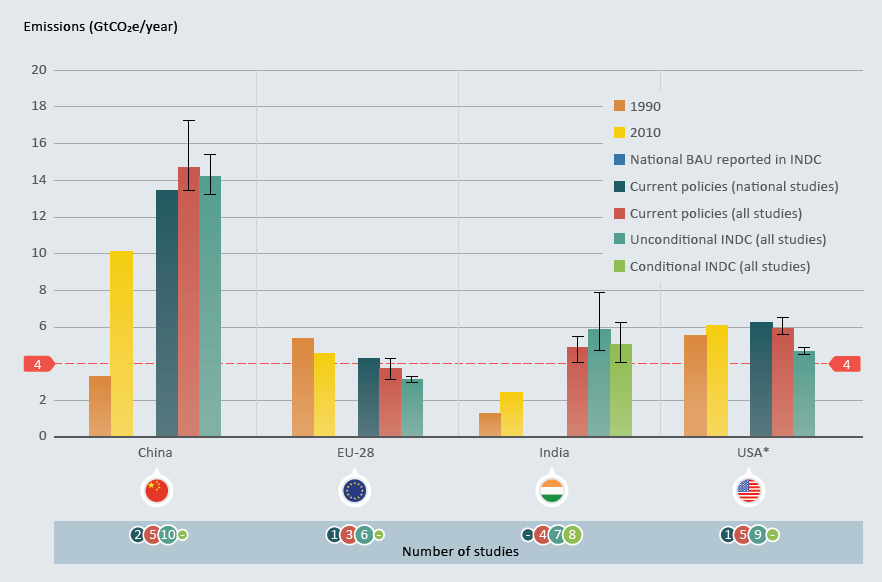 Emissions (GtCO₂e/year)
20
18
16
14
12
10
8
6
4
2
0
4
1990
2010
National BAU reported in INDC
Current policies (national studies)
Current policies (all studies)
Unconditional INDC (all studies)
Conditional INDC (all studies)
China EU-28 India USA*
2 5 10 - 1 3 6 - - 4 7 8 1 5 9 -
Number of studies